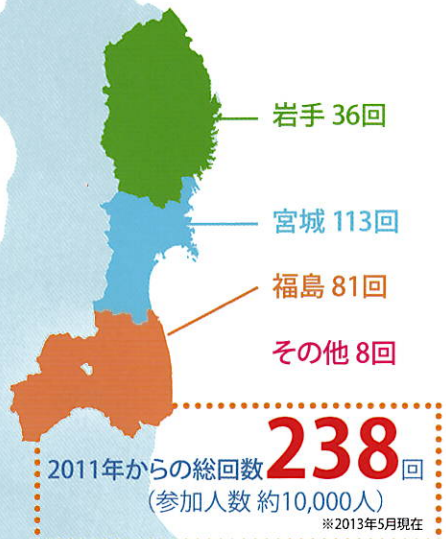 岩手 36回
宮城 113回
福島 81回
その他 8回
2011年からの総回数238回
（参加人数 約10,000人）
※2013年5月現在